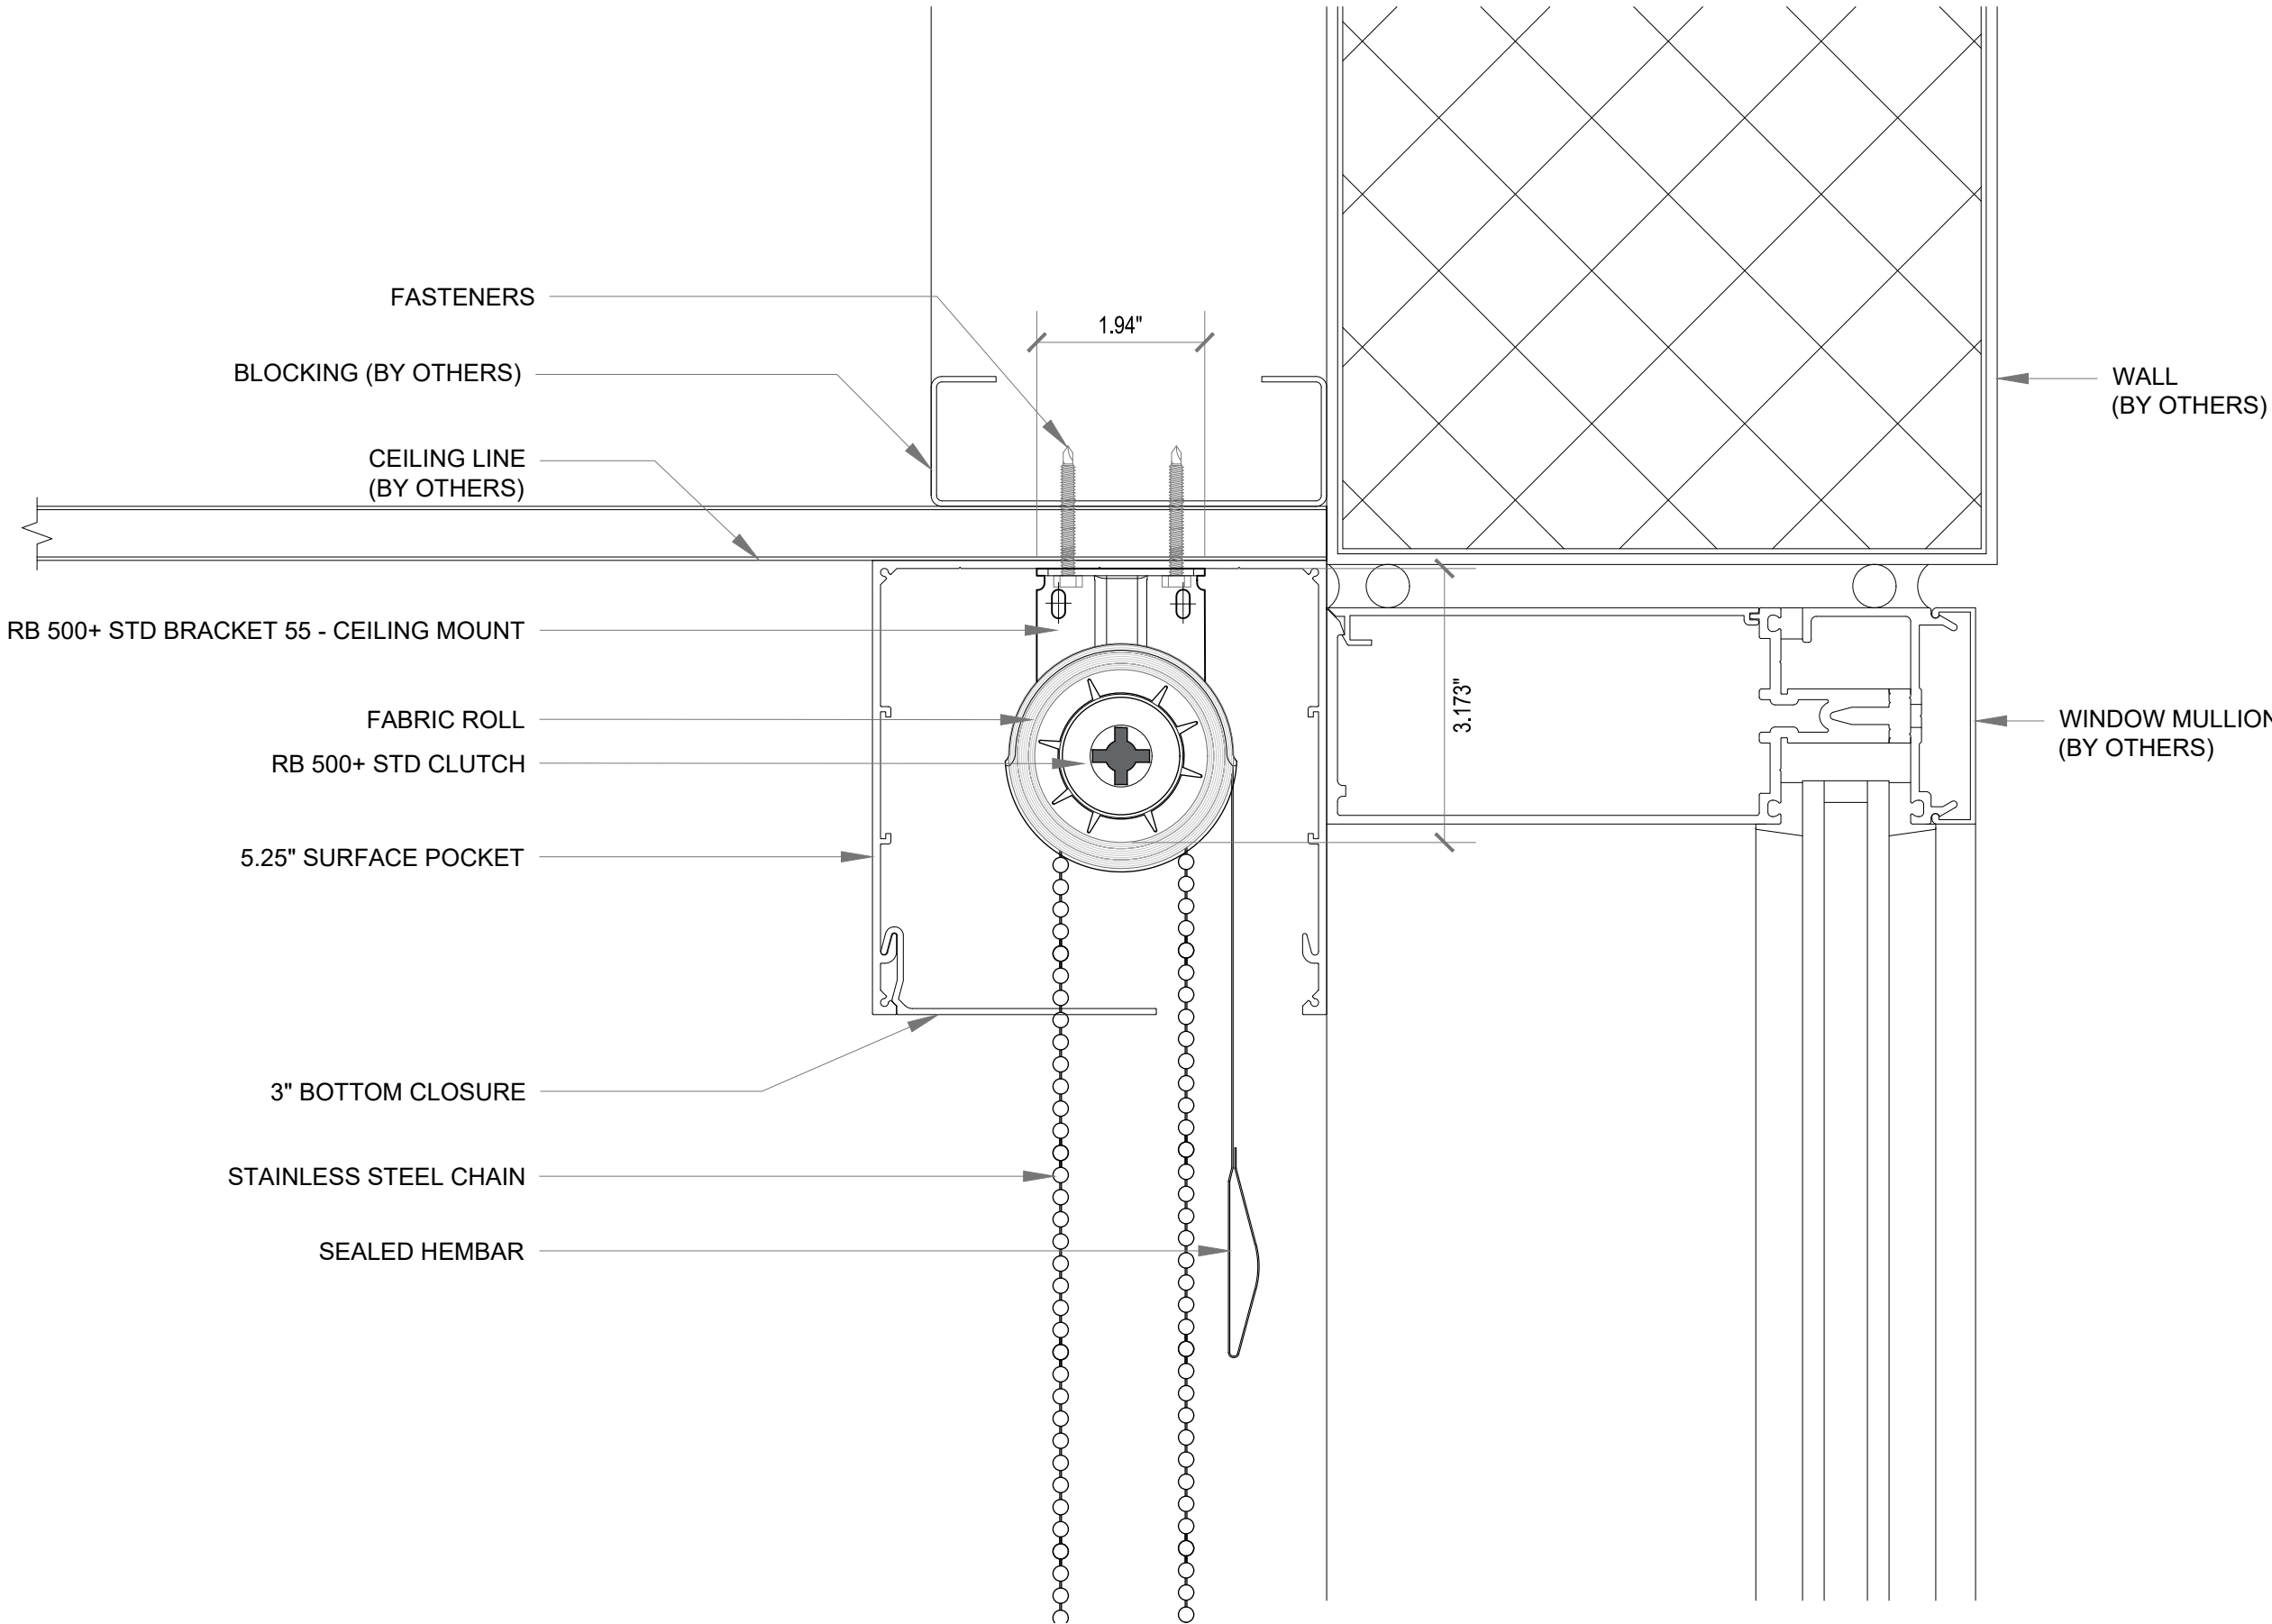 FASTENERS
1.94"
BLOCKING (BY OTHERS)
WALL
(BY OTHERS)
CEILING LINE
(BY OTHERS)
RB 500+ STD BRACKET 55 - CEILING MOUNT
3.173"
FABRIC ROLL
WINDOW MULLION
(BY OTHERS)
RB 500+ STD CLUTCH
5.25" SURFACE POCKET
3" BOTTOM CLOSURE
STAINLESS STEEL CHAIN
SEALED HEMBAR